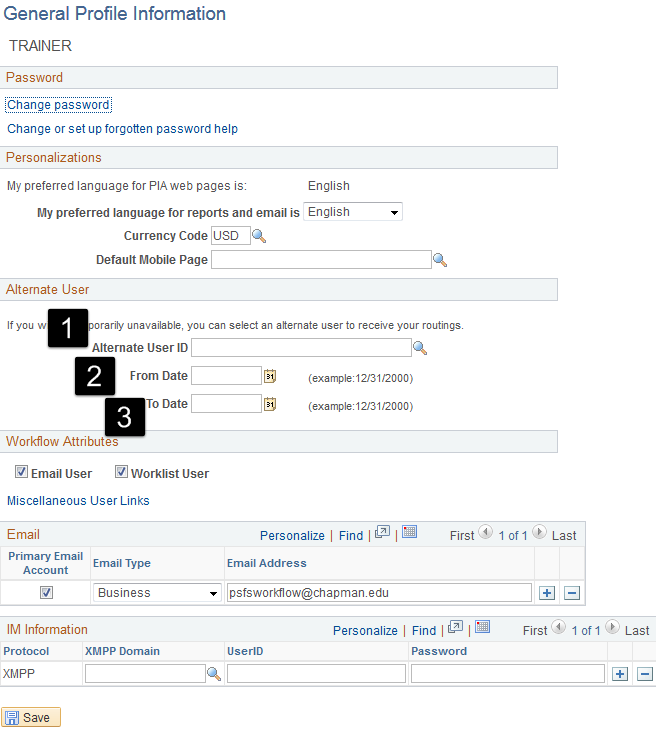 General Profile Information
TRAINER
Password
Change password
Change or set up forgotten password help
Personalizations
My preferred language for PIA web pages is: English
My preferred language for reports and email is English
Currency Code USD
Default Mobile Page
Alternate User
If you w 1 porarily unavailable, you can select an alternate user to receive your routings.
Alternate User ID
2 From Date 31 (example:12/31/2000)
3 To Date 31 (example:12/31/2000)
Workflow Attributes
Email User Worklist User
Miscellaneous User Links
Email Personalize | Find | | First 1 of 1 Last
Primary Email Account Email Type Email Address
Business psfsworkflow@chapman.edu
IM Information Personalize | Find | | First 1 of 1 Last
Protocol XMPP Domain UserID Password
XMPP
Save